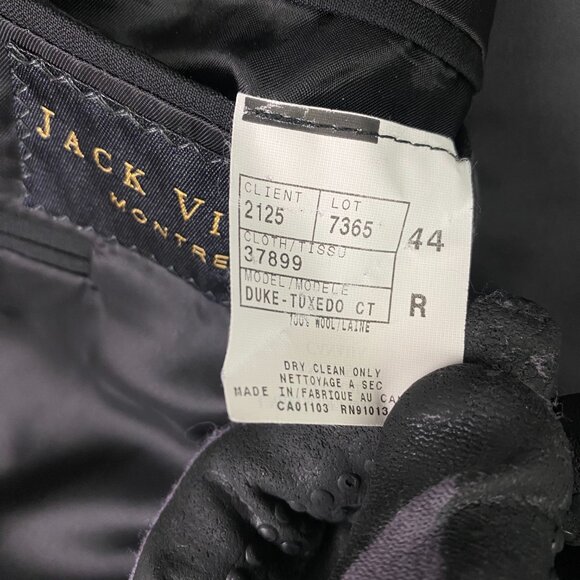 JACK VI
MONTRE
CLIENT LOT
2125 7365 44
CLOTH/TISSU
37899
MODEL/MODELE R
DUKE-TUXEDO CT
100% WOOL/LAINE
DRY CLEAN ONLY
NETTOYAGE A SEC
MADE IN/FABRIQUE AU CA
CA01103 RN91013